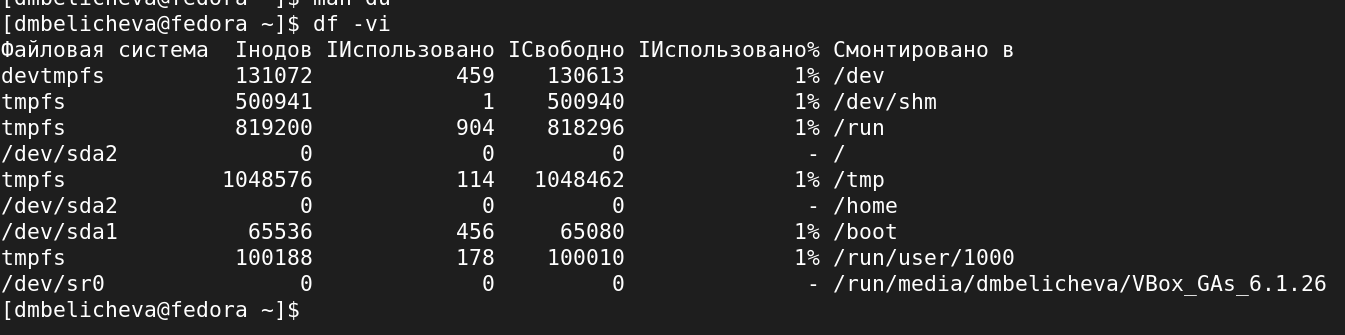 [dmbelicheva@fedora ~]$ man du
[dmbelicheva@fedora ~]$ df -vi
Файловая система  Iнодов IИспользовано IСвободно IИспользовано% Смонтировано в
devtmpfs          131072           459    130613             1% /dev
tmpfs             500941             1    500940             1% /dev/shm
tmpfs             819200           904    818296             1% /run
/dev/sda2              0             0         0              - /
tmpfs            1048576           114   1048462             1% /tmp
/dev/sda2              0             0         0              - /home
/dev/sda1          65536           456     65080             1% /boot
tmpfs             100188           178    100010             1% /run/user/1000
/dev/sr0               0             0         0              - /run/media/dmbelicheva/VBox_GAs_6.1.26
[dmbelicheva@fedora ~]$